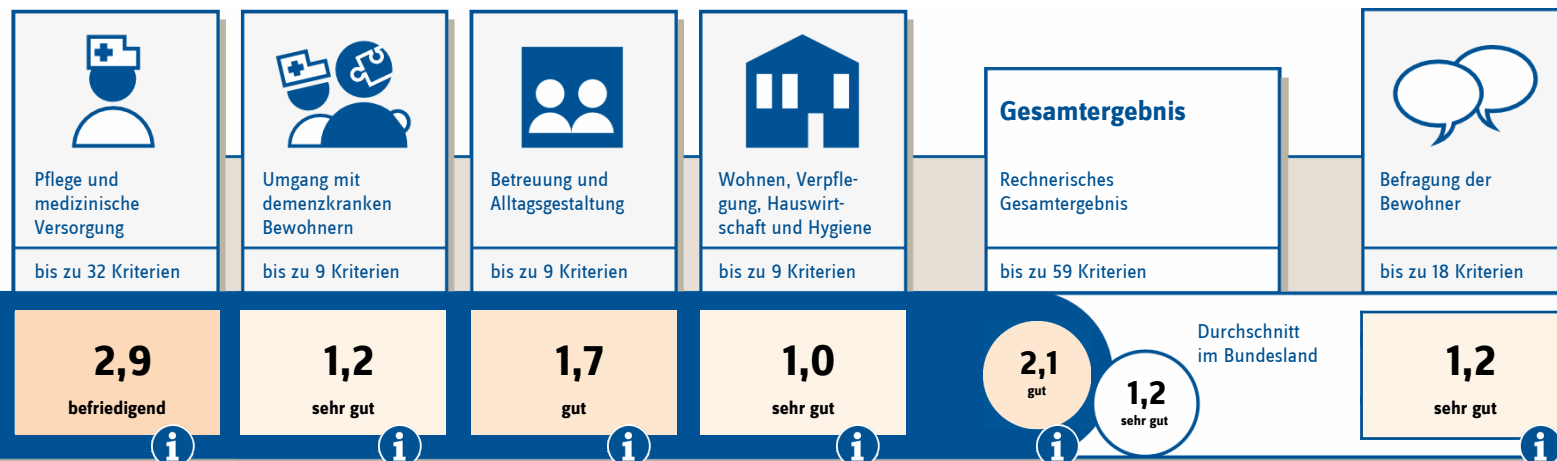 Pflege und
medizinische
Versorgung
bis zu 32 Kriterien
2,9
befriedigend
i
Umgang mit
demenzkranken
Bewohnern
bis zu 9 Kriterien
1,2
sehr gut
i
Betreuung und
Alltagsgestaltung
bis zu 9 Kriterien
1,7
gut
i
Wohnen, Verpfle-
gung, Hauswirt-
schaft und Hygiene
bis zu 9 Kriterien
1,0
sehr gut
i
Gesamtergebnis
Rechnerisches
Gesamtergebnis
bis zu 59 Kriterien
2,1
gut
i
1,2
sehr gut
Durchschnitt
im Bundesland
Befragung der
Bewohner
bis zu 18 Kriterien
1,2
sehr gut
i